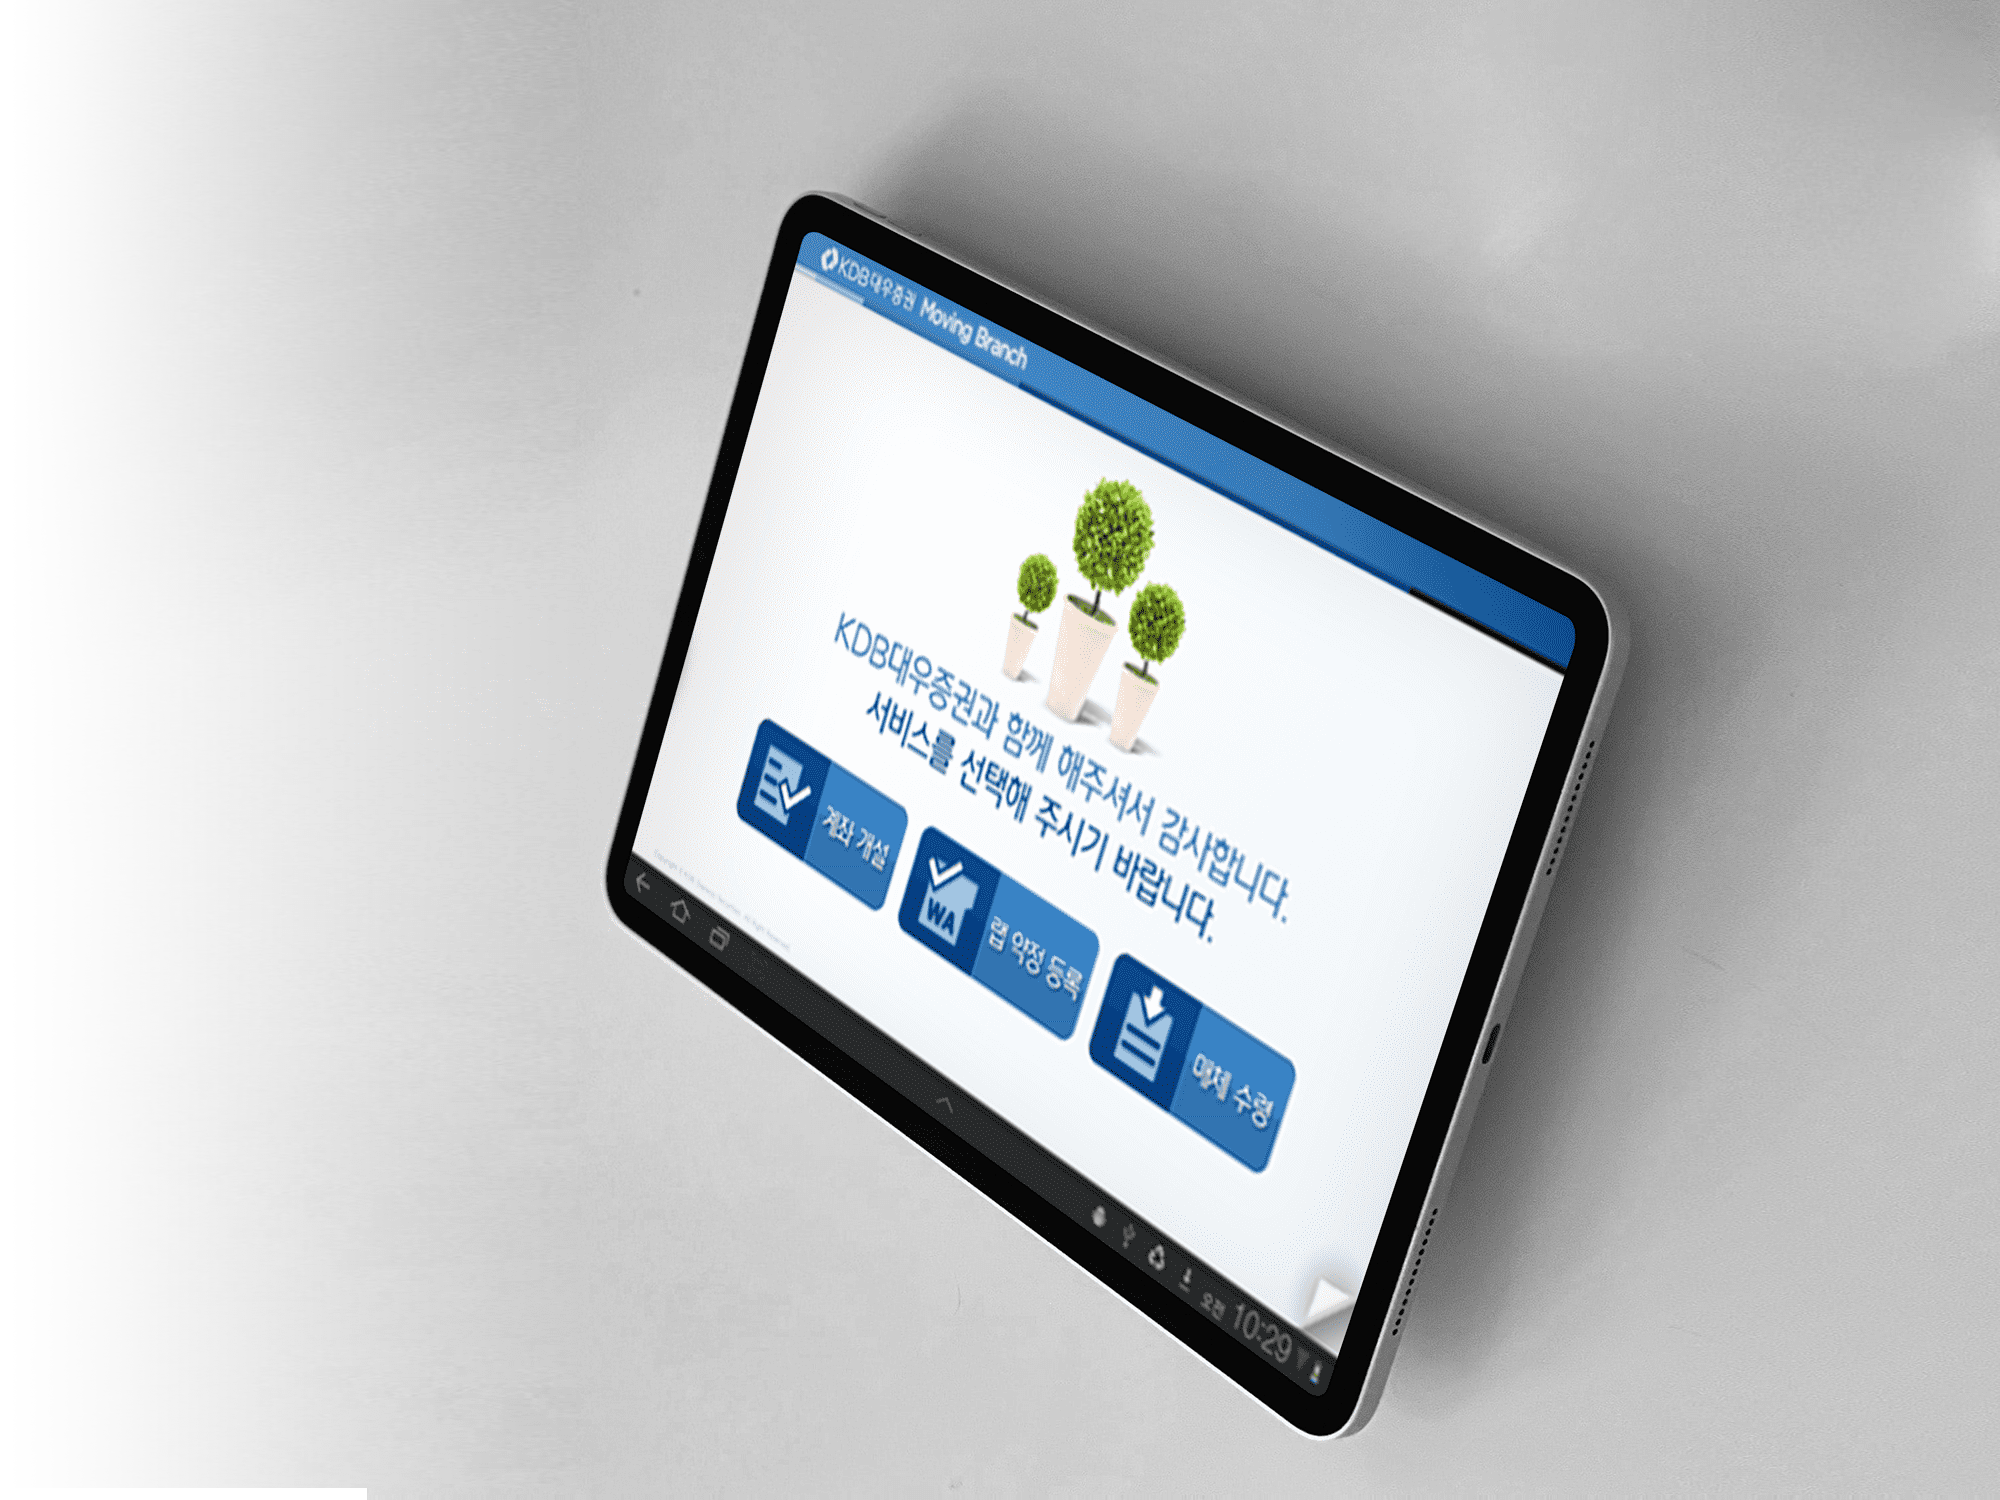 KDB대우증권 Moving Branch
KDB대우증권과 함께 해주셔서 감사합니다.
서비스를 선택해 주시기 바랍니다.
계좌 개설
WA
랩 약정 등록
매체 수령
오전 10:29